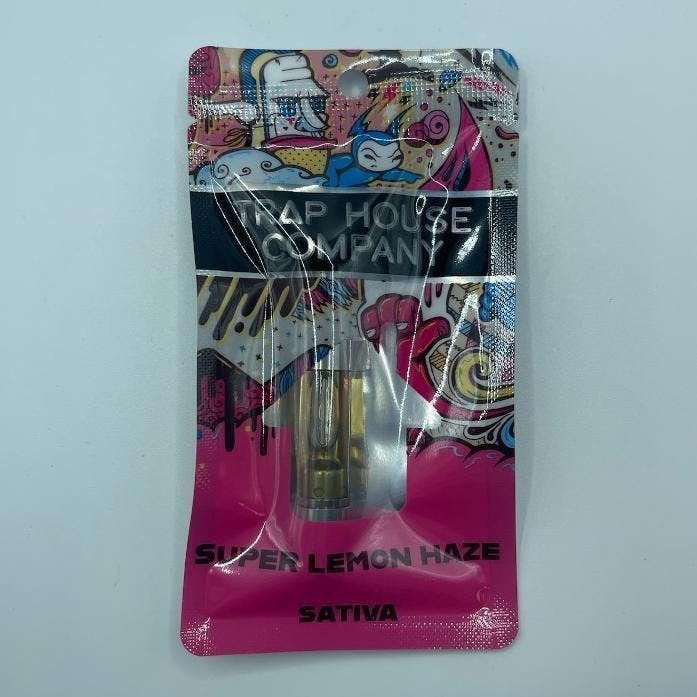 TRAP HOUSE
COMPANY
SUPER LEMON HAZE
SATIVA